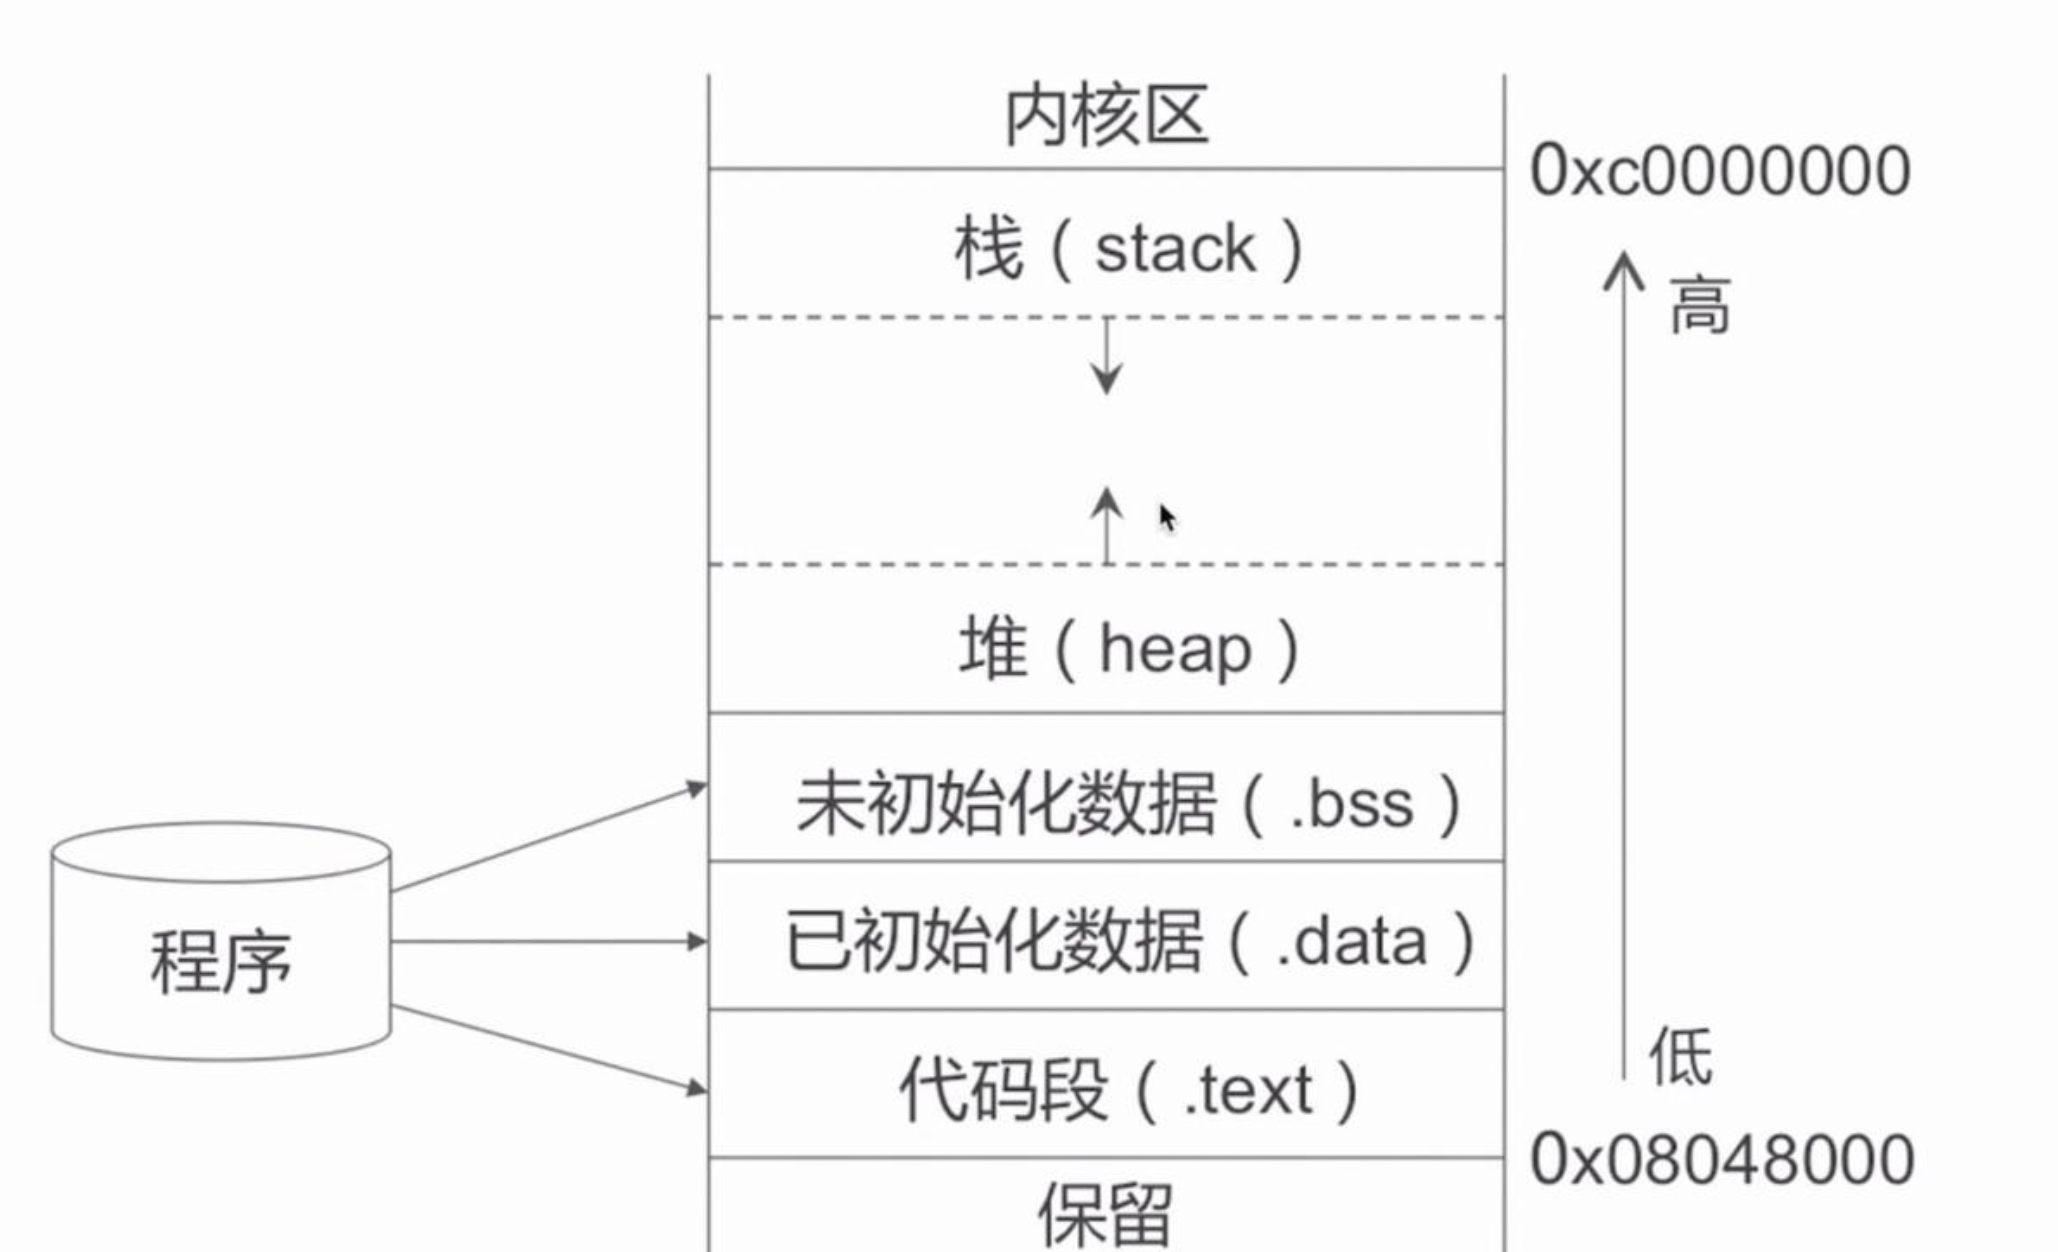 内核区
0xc0000000
栈（stack）
高
堆（heap）
未初始化数据（.bss）
已初始化数据（.data）
程序
代码段（.text）
低
0x08048000
保留